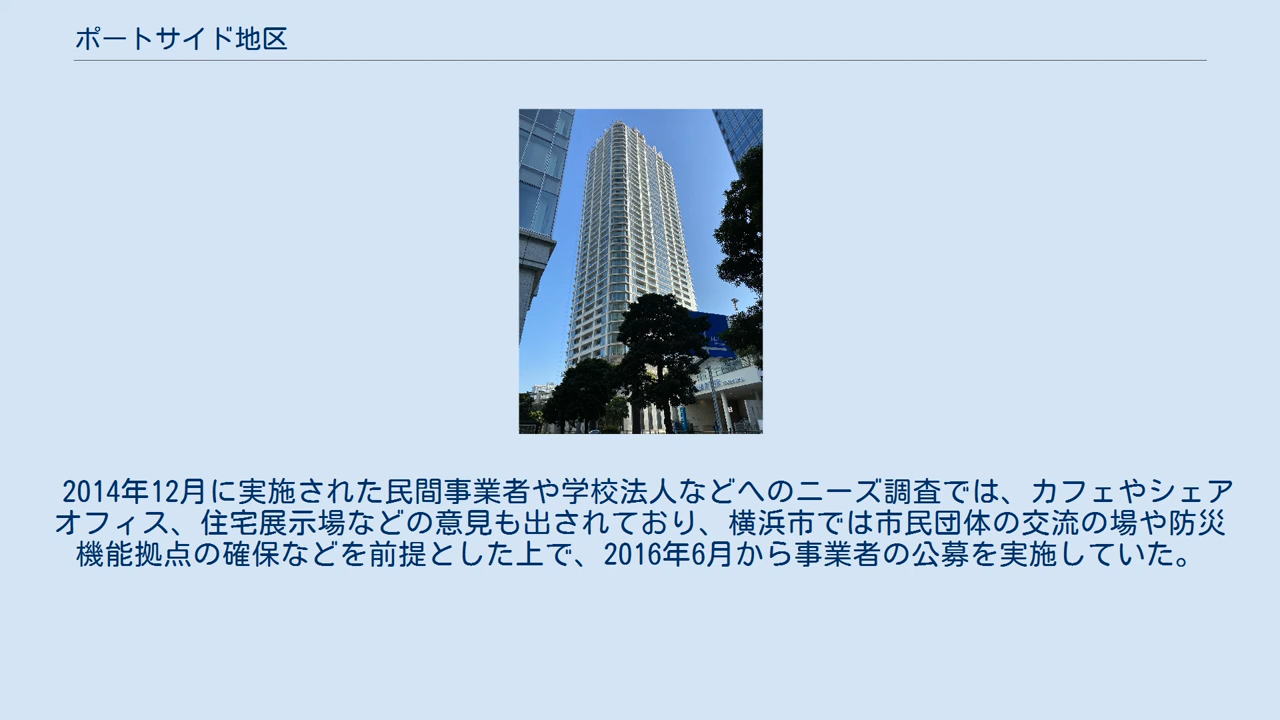 ポートサイド地区
2014年12月に実施された民間事業者や学校法人などへのニーズ調査では、カフェやシェア
オフィス、住宅展示場などの意見も出されており、横浜市では市民団体の交流の場や防災
機能拠点の確保などを前提とした上で、2016年6月から事業者の公募を実施していた。